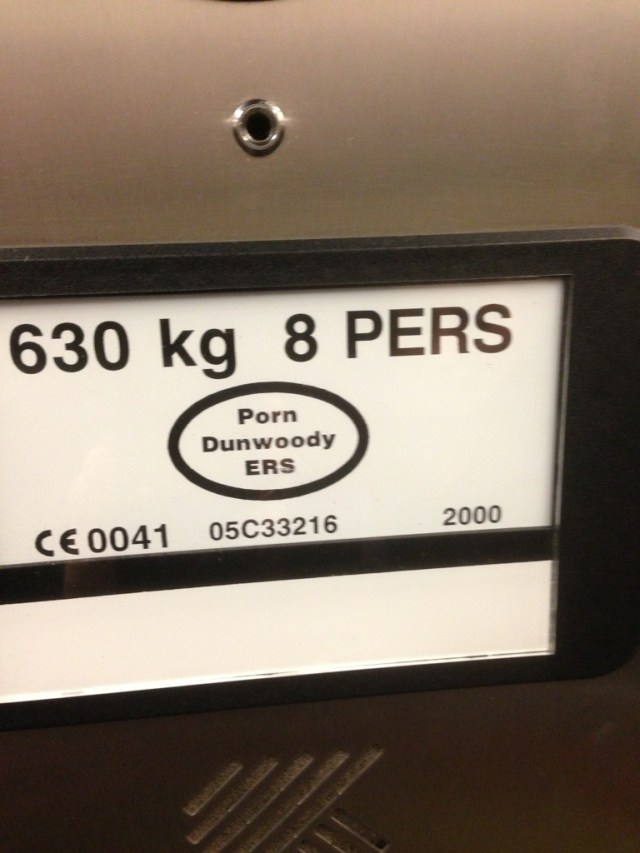 630 kg 8 PERS
Porn
Dunwoody
ERS
CE 0041 05C33216 2000